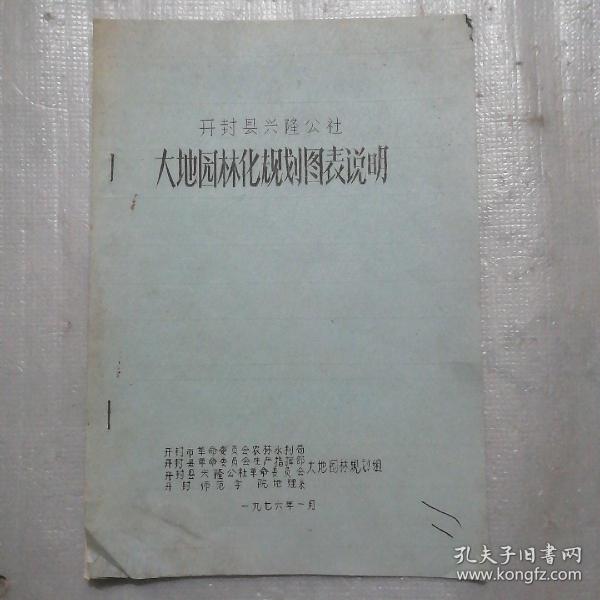 开封县兴隆公社
大地园林化规划图表说明
开封市革命委员会农林水利局
开封县革命委员会生产指挥部
开封县兴隆公社革命委员会
开封师范学院地理系
大地园林规划组
一九七六年一月
孔夫子旧书网
www.kongfz.com